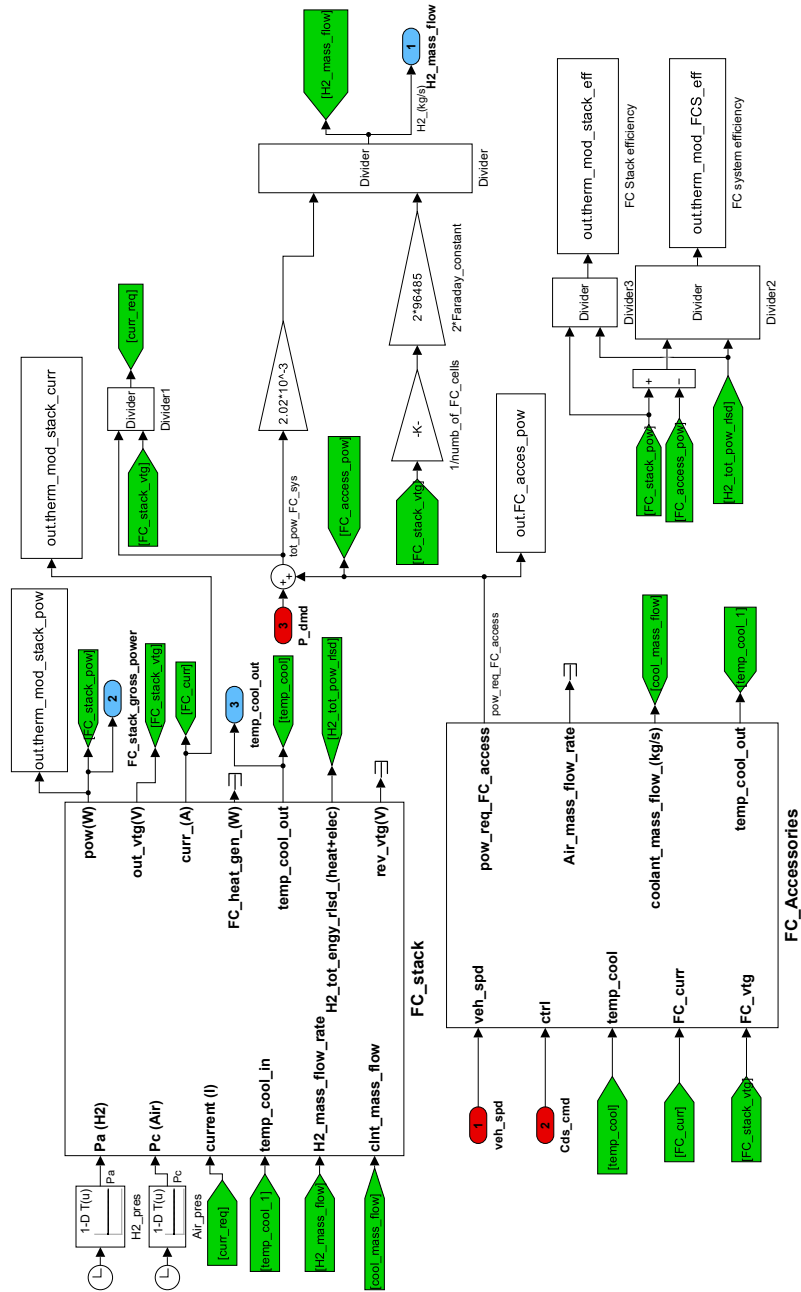 1-D T(u)
Pa
H2_pres
1-D T(u)
Pc
Air_pres
[curr_req]
[temp_cool_1]
[H2_mass_flow]
[cool_mass_flow]
Pa (H2)
Pc (Air)
current (I)
temp_cool_in
H2_mass_flow_rate
clnt_mass_flow
pow(W)
out_vtg(V)
curr_(A)
FC_heat_gen_(W)
temp_cool_out
H2_tot_engy_rlsd_(heat+elec)
rev_vtg(V)
FC_stack
out.therm_mod_stack_pow
[FC_stack_pow]
2
FC_stack_gross_power
[FC_stack_vtg]
[FC_curr]
out.therm_mod_stack_curr
3
temp_cool_out
[temp_cool]
[H2_tot_pow_rlsd]
[FC_stack_vtg]
Divider
Divider1
[curr_req]
3
P_dmd
+
+
tot_pow_FC_sys
2.02*10^-3
[FC_access_pow]
[FC_stack_vtg]
-K-
1/numb_of_FC_cells
2*96485
2*Faraday_constant
Divider
Divider
H2_(kg/s)
[H2_mass_flow]
1
H2_mass_flow
1
veh_spd
2
Cds_cmd
[temp_cool]
[FC_curr]
[FC_stack_vtg]
veh_spd
ctrl
temp_cool
FC_curr
FC_vtg
pow_req_FC_access
Air_mass_flow_rate
coolant_mass_flow_(kg/s)
temp_cool_out
FC_Accessories
pow_req_FC_access
[cool_mass_flow]
[temp_cool_1]
out.FC_acces_pow
[FC_stack_pow]
[FC_access_pow]
[H2_tot_pow_rlsd]
+
−
Divider
Divider3
Divider
Divider2
out.therm_mod_stack_eff
FC Stack efficiency
out.therm_mod_FCS_eff
FC system efficiency